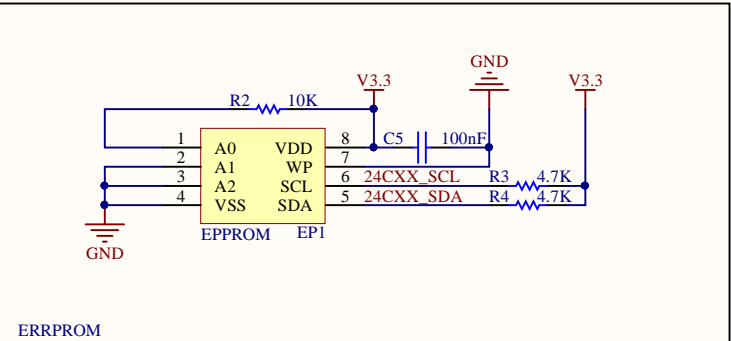 GND
V3.3
V3.3
R2 10K
1 A0 VDD 8 C5 100nF
2 A1 WP 7
3 A2 SCL 6 24CXX_SCL R3 4.7K
4 VSS SDA 5 24CXX_SDA R4 4.7K
EPPROM EP1
GND
ERRPROM